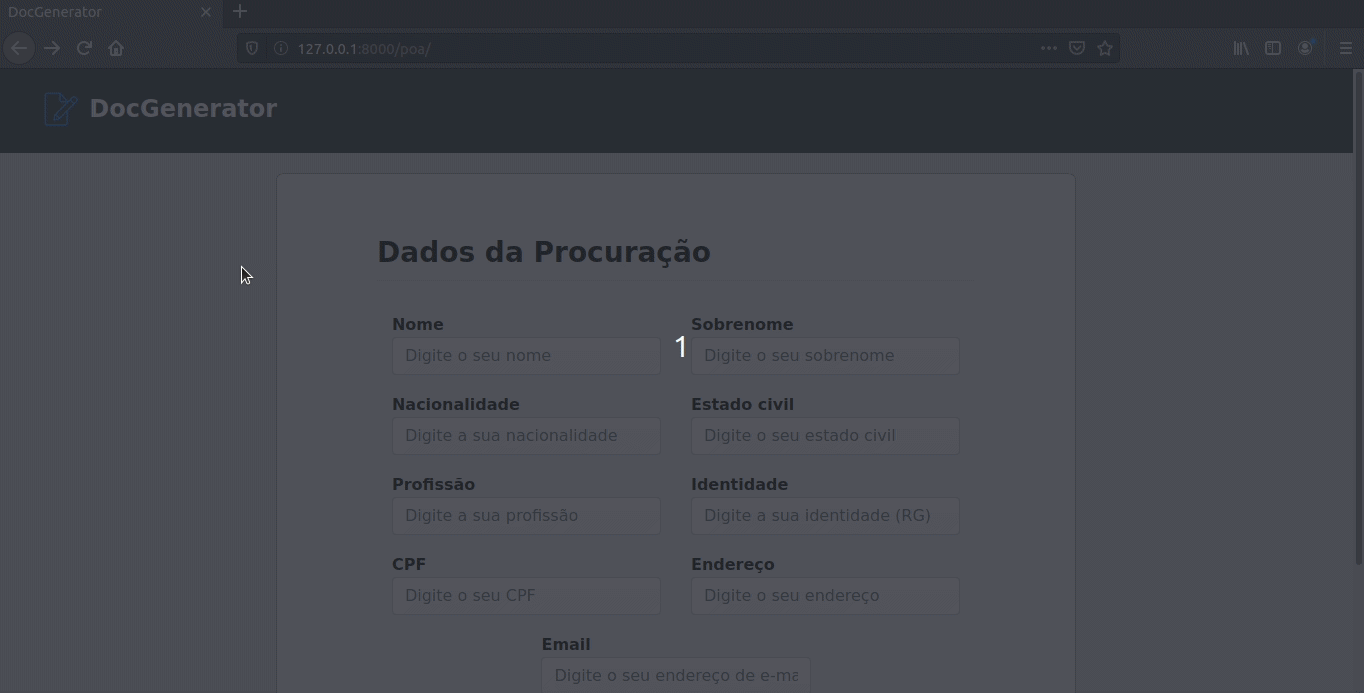 DocGenerator
127.0.0.1:8000/poa/
DocGenerator
Dados da Procuração
Nome
Sobrenome
1
Digite o seu nome
Digite o seu sobrenome
Nacionalidade
Estado civil
Digite a sua nacionalidade
Digite o seu estado civil
Profissão
Identidade
Digite a sua profissão
Digite a sua identidade (RG)
CPF
Endereço
Digite o seu CPF
Digite o seu endereço
Email
Digite o seu endereço de e-ma